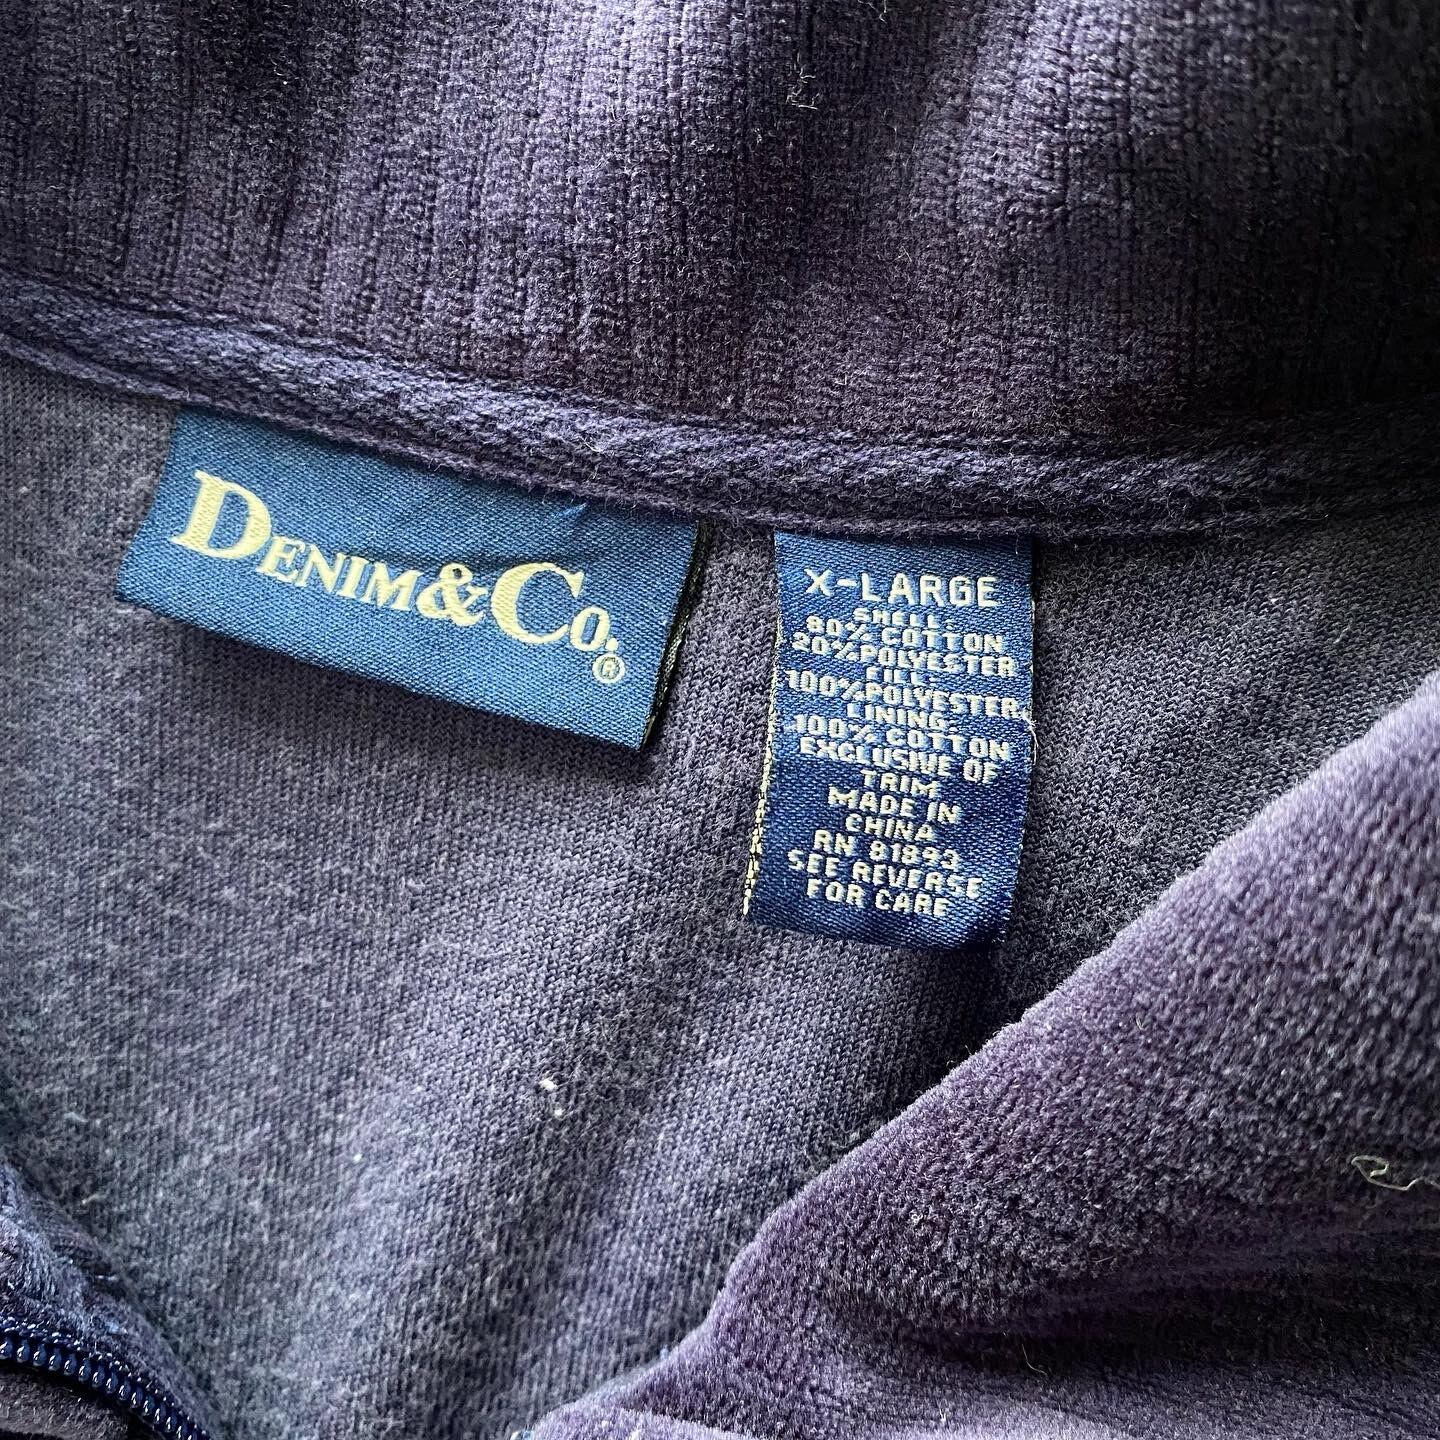 DENIM&CO.®
X-LARGE
SHELL:
80% COTTON
20%POLYESTER
FILL:
100%POLYESTER
LINING:
100% COTTON
EXCLUSIVE OF
TRIM
MADE IN
CHINA
RN 81893
SEE REVERSE
FOR CARE